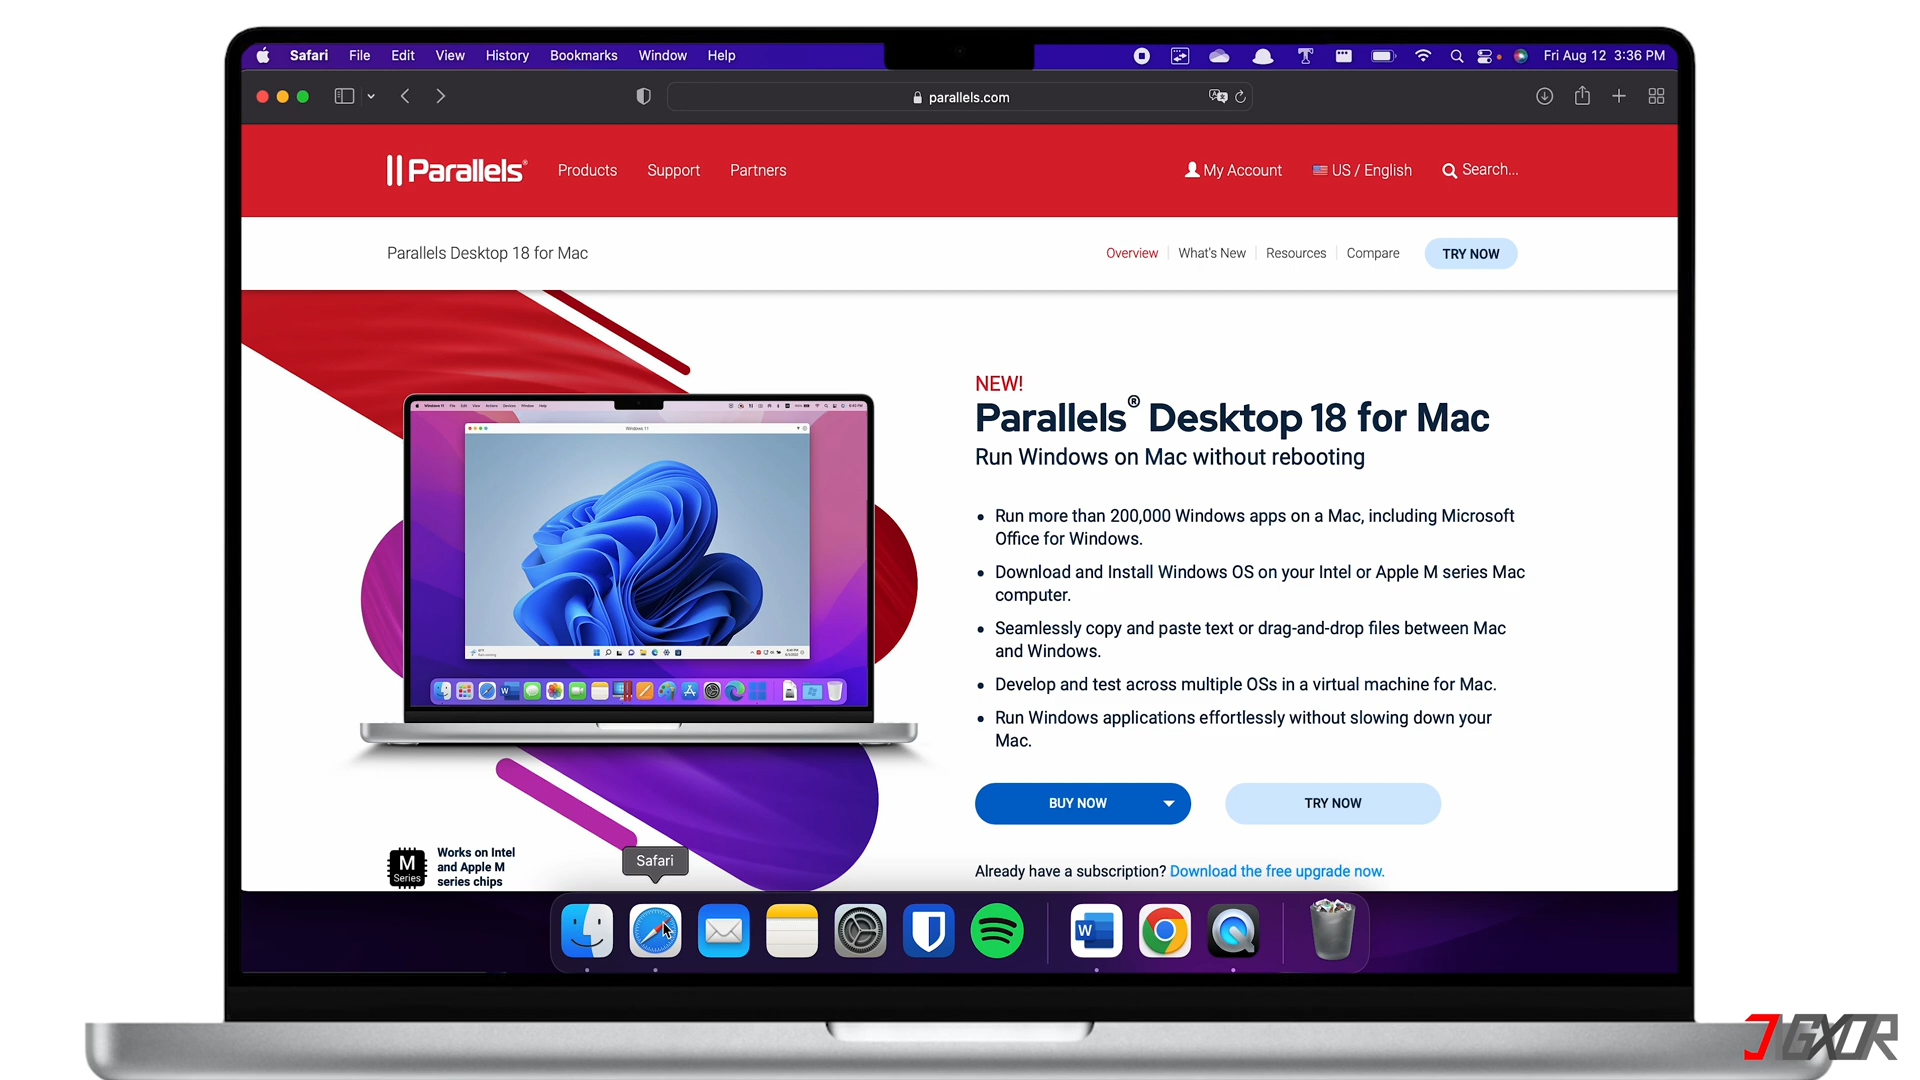 Safari File Edit View History Bookmarks Window Help Fri Aug 12 3:36 PM
parallels.com
Parallels® Products Support Partners My Account US / English Search...
Parallels Desktop 18 for Mac Overview What's New Resources Compare TRY NOW
NEW!
Parallels® Desktop 18 for Mac
Run Windows on Mac without rebooting
• Run more than 200,000 Windows apps on a Mac, including Microsoft
Office for Windows.
• Download and Install Windows OS on your Intel or Apple M series Mac
computer.
• Seamlessly copy and paste text or drag-and-drop files between Mac
and Windows.
• Develop and test across multiple OSs in a virtual machine for Mac.
• Run Windows applications effortlessly without slowing down your
Mac.
BUY NOW TRY NOW
Already have a subscription? Download the free upgrade now.
Windows 11
M
Series
Works on Intel
and Apple M
series chips
Safari
W
JGXOR